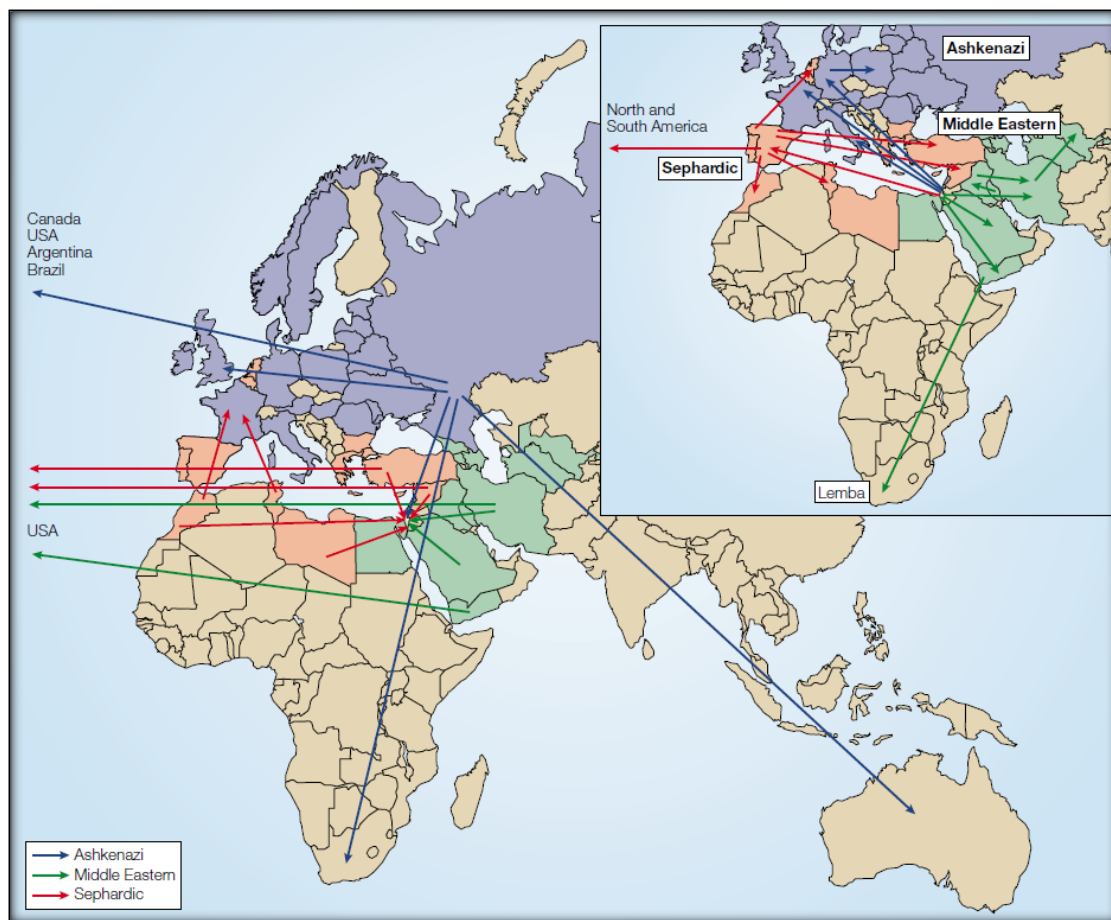 Ashkenazi
North and
South America
Middle Eastern
Sephardic
Lemba
Canada
USA
Argentina
Brazil
USA
Ashkenazi
Middle Eastern
Sephardic